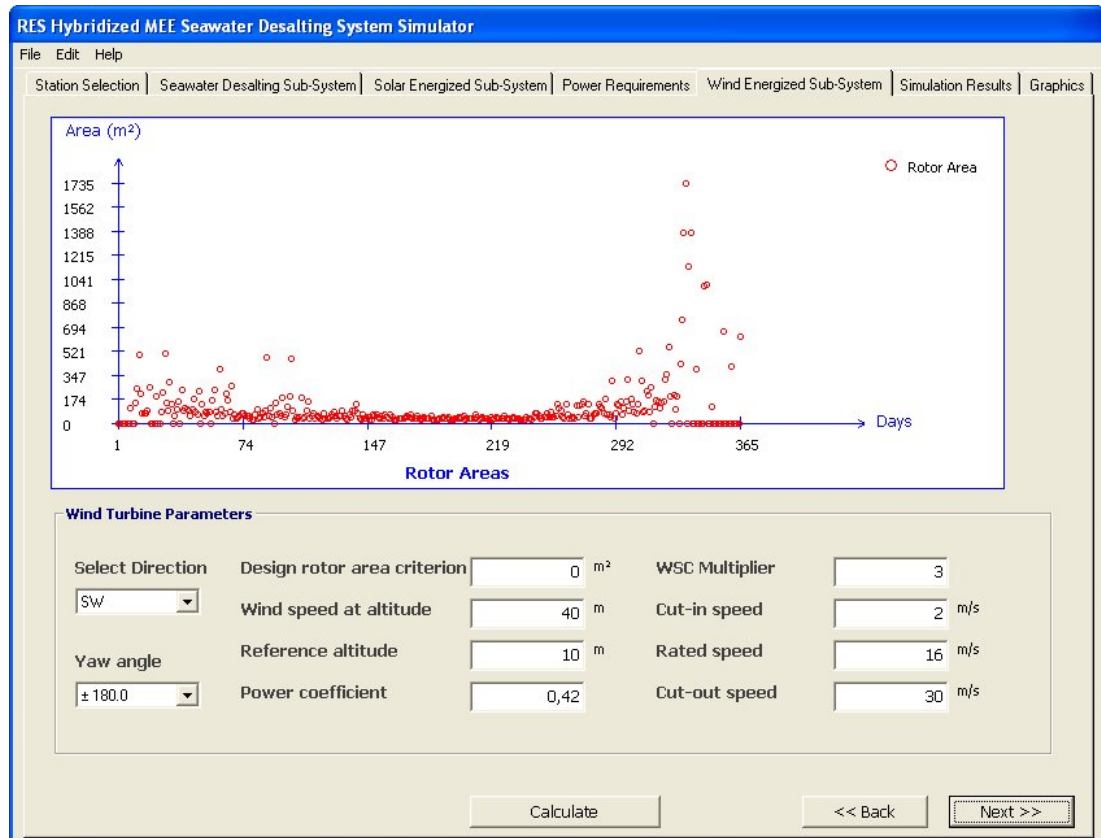 RES Hybridized MEE Seawater Desalting System Simulator
File Edit Help
Station Selection Seawater Desalting Sub-System Solar Energized Sub-System Power Requirements Wind Energized Sub-System Simulation Results Graphics
Area (m²)
Rotor Area
1735
1562
1388
1215
1041
868
694
521
347
174
0
Days
1 74 147 219 292 365
Rotor Areas
Wind Turbine Parameters
Select Direction
SW
Yaw angle
± 180.0
Design rotor area criterion 0 m²
Wind speed at altitude 40 m
Reference altitude 10 m
Power coefficient 0,42
WSC Multiplier 3
Cut-in speed 2 m/s
Rated speed 16 m/s
Cut-out speed 30 m/s
Calculate << Back Next >>